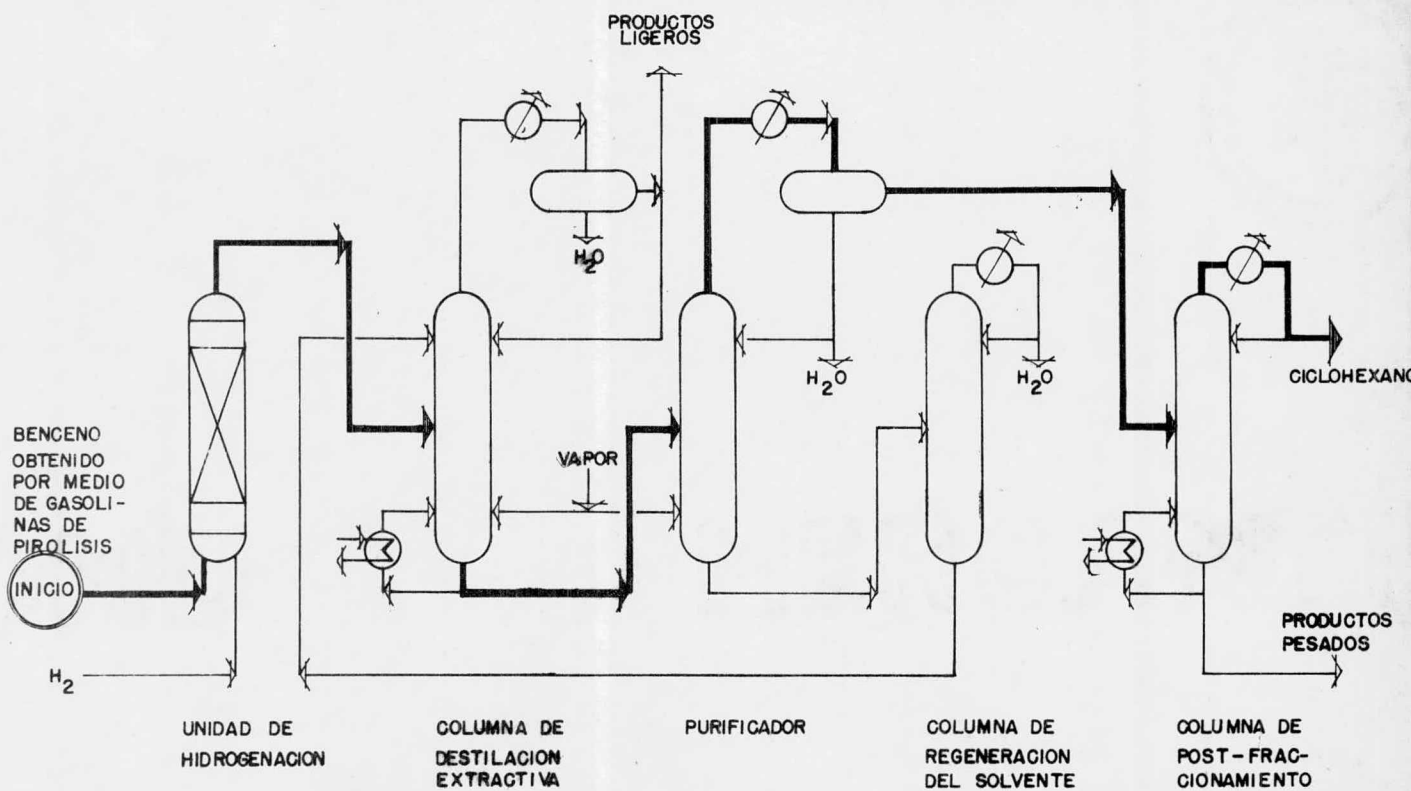 PRODUCTOS
LIGEROS
H2O
H2O
H2O
CICLOHEXANO
BENCENO
OBTENIDO
POR MEDIO
DE GASOLI-
NAS DE
PIROLISIS
INICIO
VAPOR
H2
PRODUCTOS
PESADOS
UNIDAD DE
HIDROGENACION
COLUMNA DE
DESTILACION
EXTRACTIVA
PURIFICADOR
COLUMNA DE
REGENERACION
DEL SOLVENTE
COLUMNA DE
POST-FRAC-
CIONAMIENTO